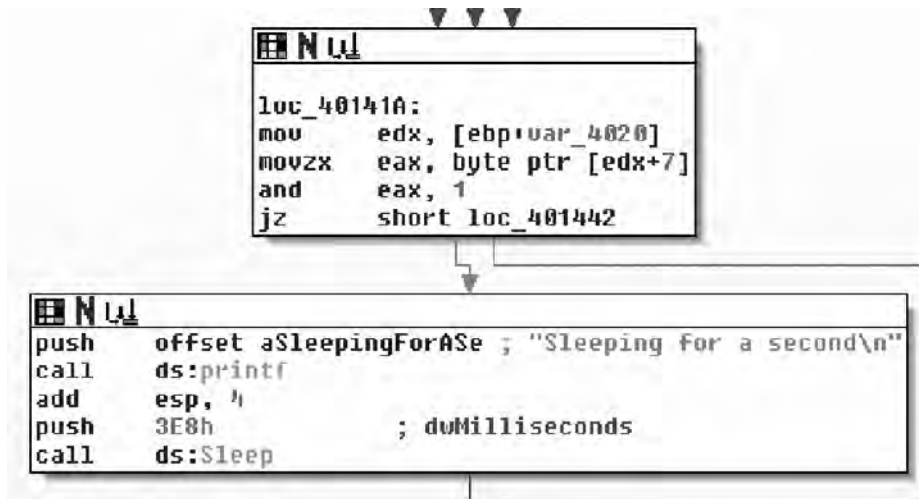 loc_40141A:
mov edx, [ebp+var_4020]
movzx eax, byte ptr [edx+7]
and eax, 1
jz short loc_401442
push offset aSleepingForASe ; "Sleeping for a second\n"
call ds:printf
add esp, 4
push 3E8h ; dwMilliseconds
call ds:Sleep